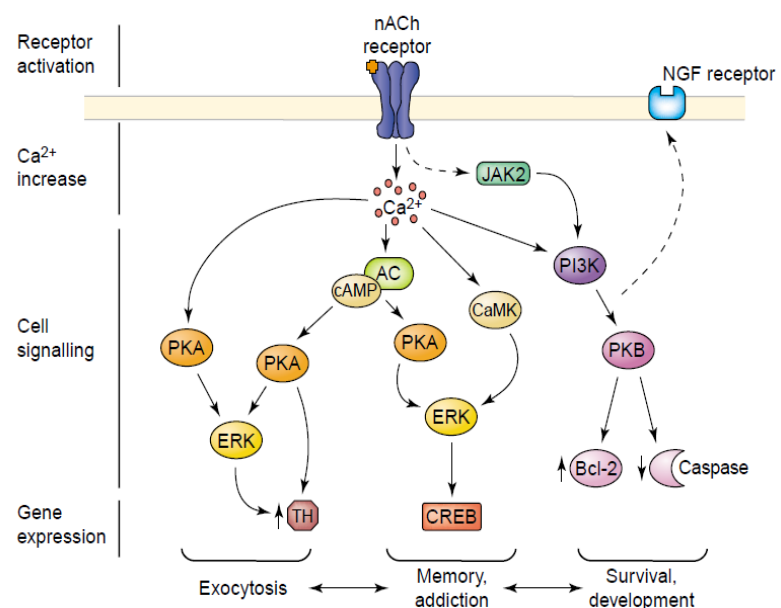 nACh
receptor
Receptor
activation
NGF receptor
Ca2+
increase
JAK2
Ca2+
PI3K
AC
cAMP
CaMK
Cell
signalling
PKA
PKA
PKA
PKB
ERK
ERK
Bcl-2
Caspase
Gene
expression
TH
CREB
Exocytosis
Memory,
addiction
Survival,
development